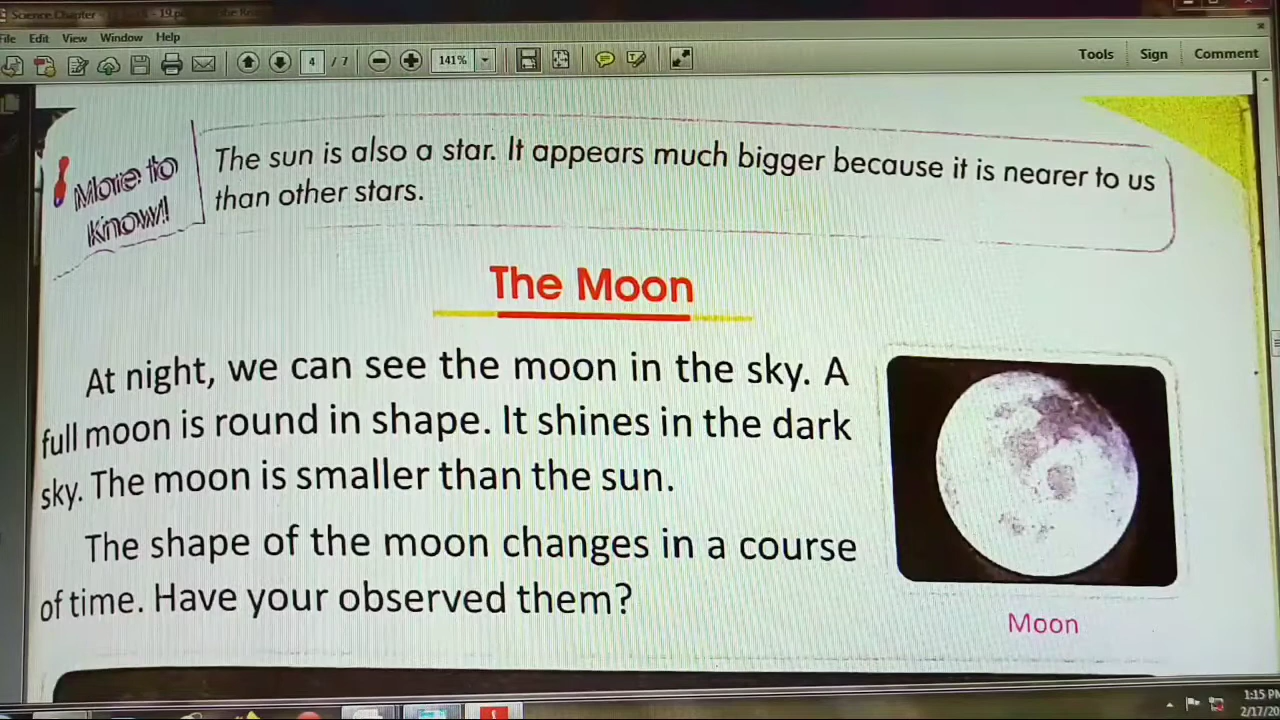 File Edit View Window Help
4 / 7
141%
Tools Sign Comment
More to
Know!
The sun is also a star. It appears much bigger because it is nearer to us
than other stars.
The Moon
At night, we can see the moon in the sky. A
full moon is round in shape. It shines in the dark
sky. The moon is smaller than the sun.
The shape of the moon changes in a course
of time. Have your observed them?
Moon
1:15 PM